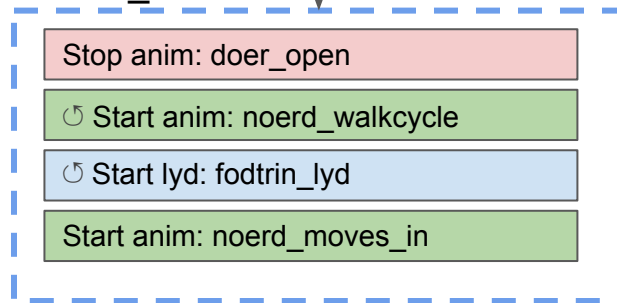 Stop anim: doer_open
↺ Start anim: noerd_walkcycle
↺ Start lyd: fodtrin_lyd
Start anim: noerd_moves_in